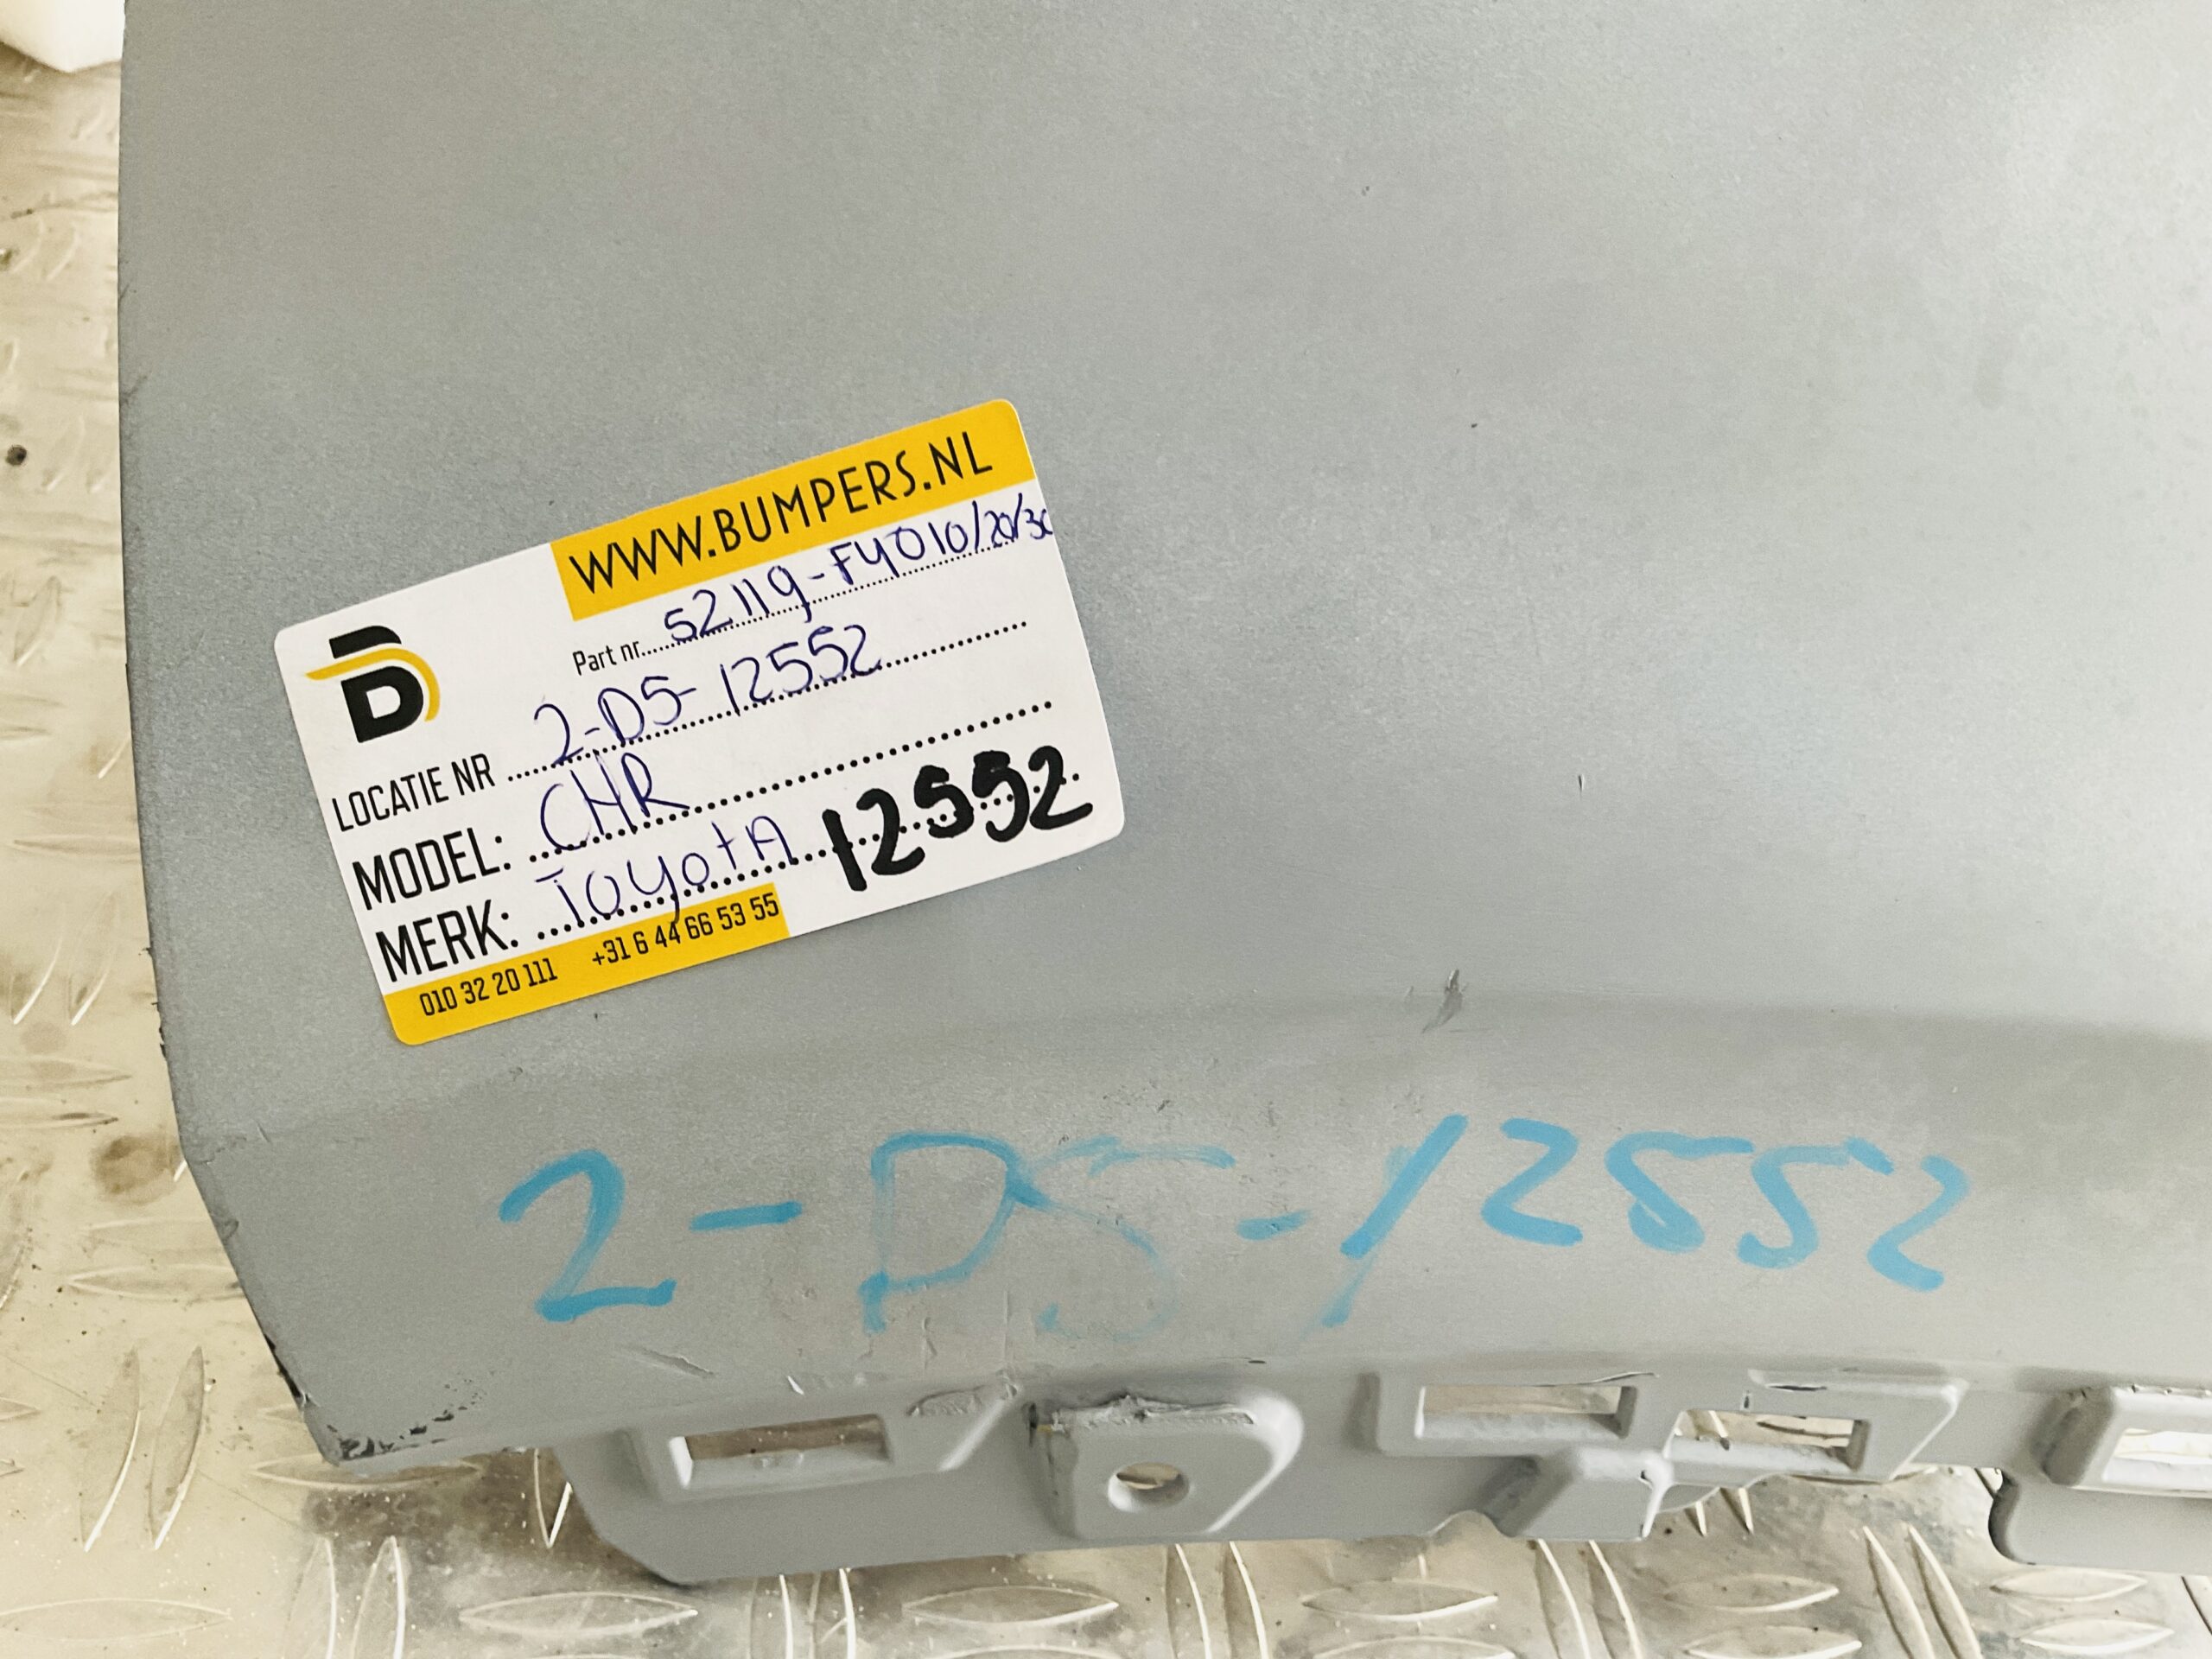 WWW.BUMPERS.NL
Part nr. 52119-F4010/20/30
LOCATIE NR 2-D5-12552
MODEL: CHR
MERK: ToyotA 12552
010 32 20 111 +31 6 44 66 53 55
2-D5-12552